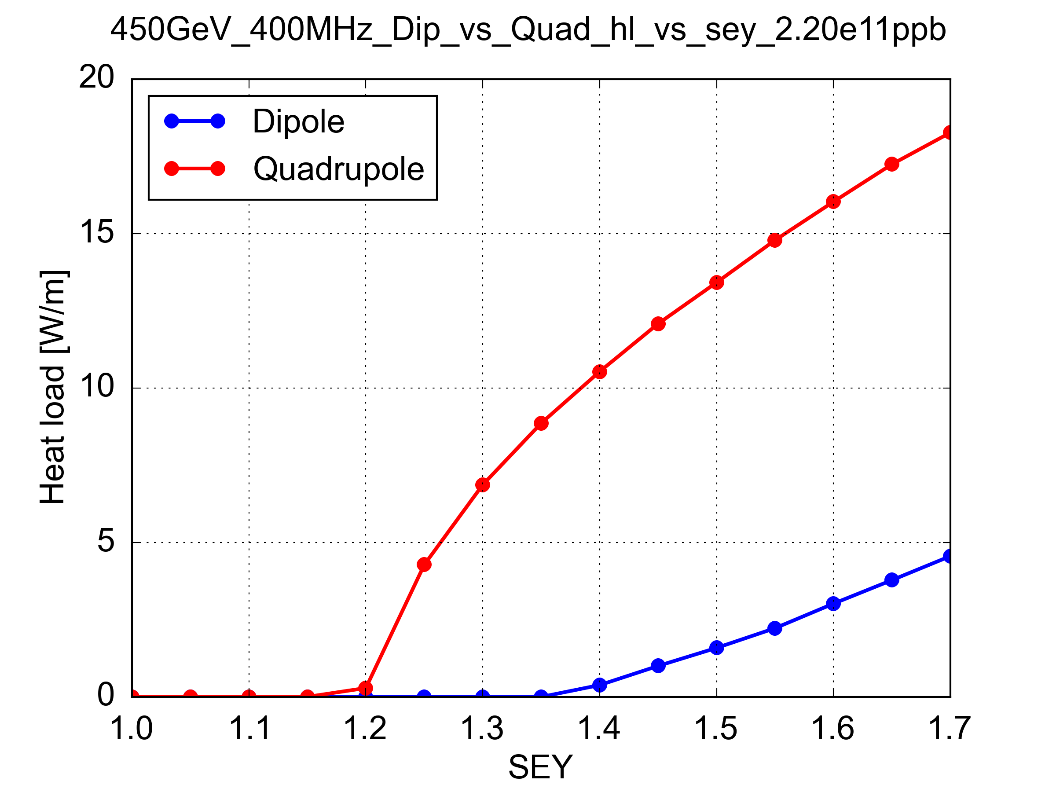 450GeV_400MHz_Dip_vs_Quad_hl_vs_sey_2.20e11ppb
20
Dipole
Quadrupole
15
10
5
0
Heat load [W/m]
1.0 1.1 1.2 1.3 1.4 1.5 1.6 1.7
SEY